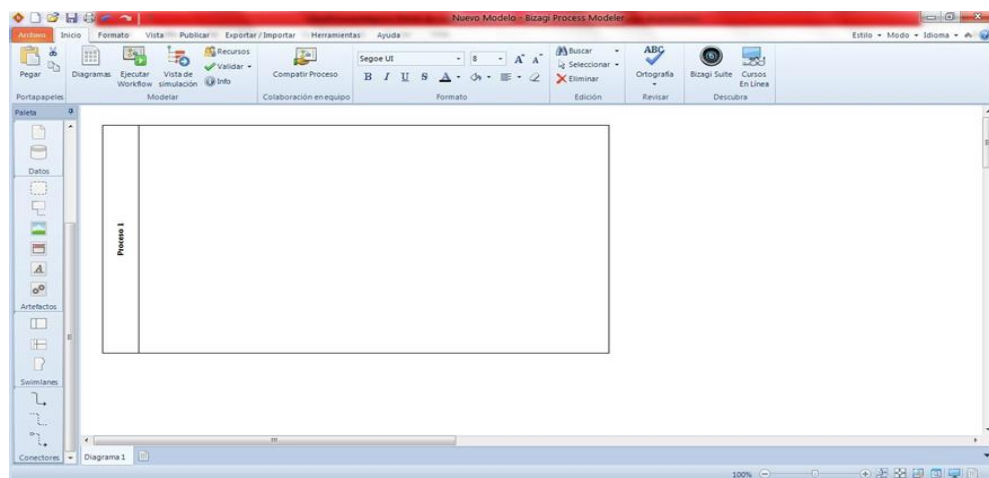 Nuevo Modelo - Bizagi Process Modeler
Archivo Inicio Formato Vista Publicar Exportar/Importar Herramientas Ayuda Estilo Modo Idioma
Pegar
Portapapeles
Diagramas
Ejecutar
Workflow
Vista de
simulación
Recursos
Validar
Info
Modelar
Compatir Proceso
Colaboración en equipo
Segoe UI 8
B I U S A
Formato
Buscar
Seleccionar
Eliminar
Edición
ABC
Ortografía
Revisar
Bizagi Suite
Cursos
En Línea
Descubra
Paleta
Datos
A
Artefactos
Swimlanes
Conectores
Proceso 1
Diagrama 1
100%